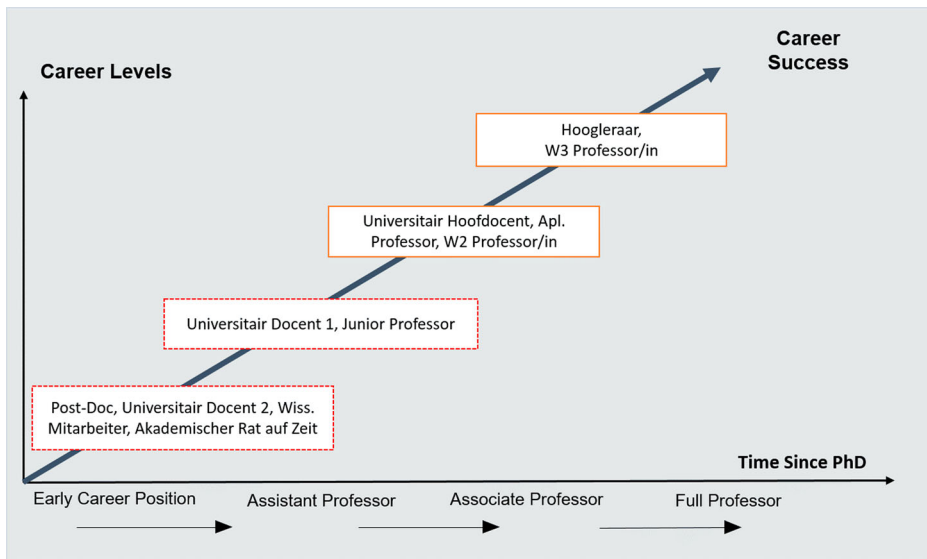 Career
Success
Career Levels
Hoogleraar,
W3 Professor/in
Universitair Hoofdocent, Apl.
Professor, W2 Professor/in
Universitair Docent 1, Junior Professor
Post-Doc, Universitair Docent 2, Wiss.
Mitarbeiter, Akademischer Rat auf Zeit
Time Since PhD
Early Career Position
Assistant Professor
Associate Professor
Full Professor